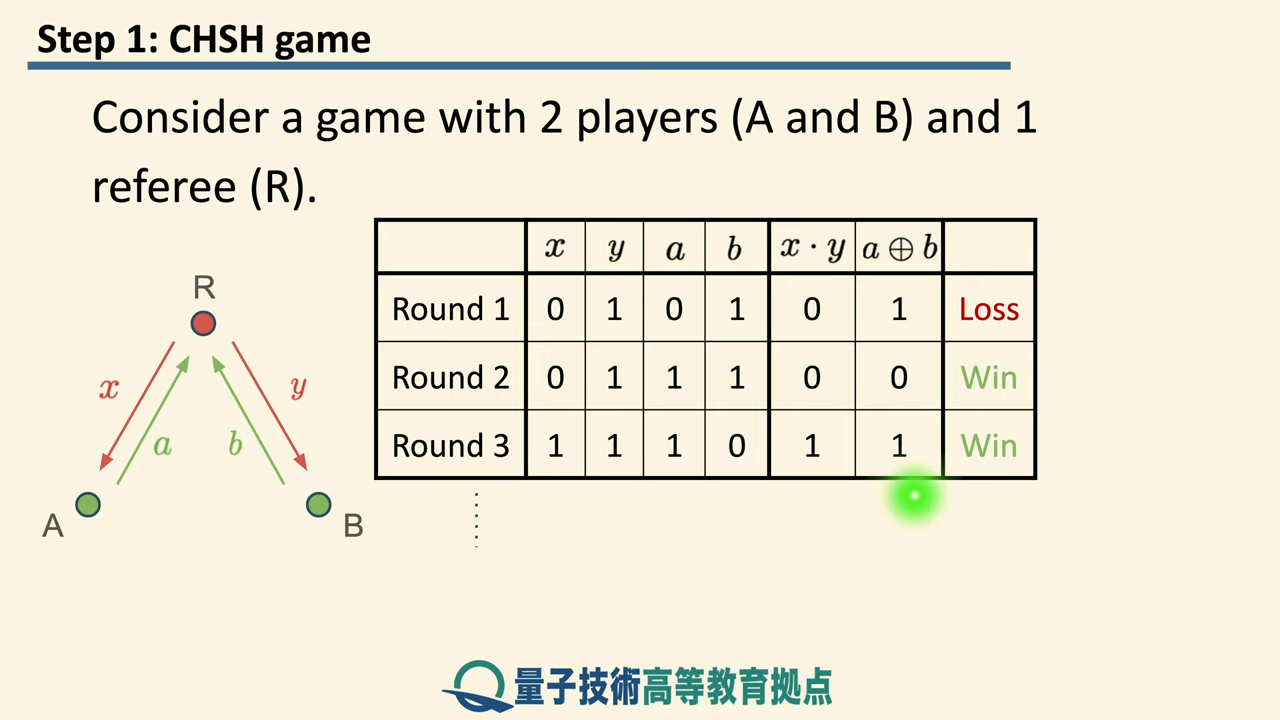 Step 1: CHSH game
Consider a game with 2 players (A and B) and 1
referee (R).
R
x
y
a
b
A
B
x y a b x · y a ⊕ b
Round 1 0 1 0 1 0 1 Loss
Round 2 0 1 1 1 0 0 Win
Round 3 1 1 1 0 1 1 Win
量子技術高等教育拠点